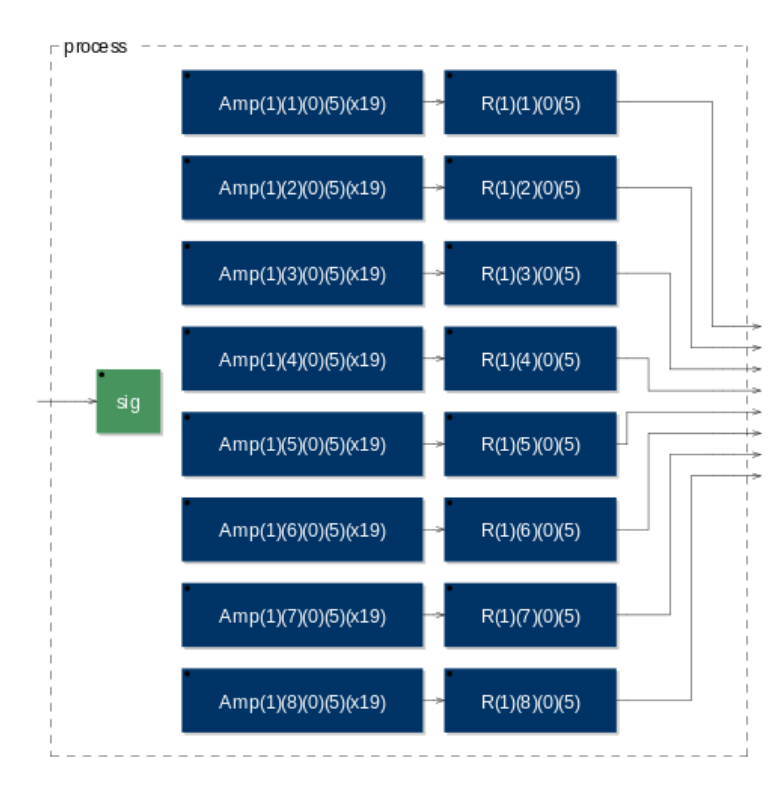 process
Amp(1)(1)(0)(5)(x19) R(1)(1)(0)(5)
Amp(1)(2)(0)(5)(x19) R(1)(2)(0)(5)
Amp(1)(3)(0)(5)(x19) R(1)(3)(0)(5)
Amp(1)(4)(0)(5)(x19) R(1)(4)(0)(5)
sig
Amp(1)(5)(0)(5)(x19) R(1)(5)(0)(5)
Amp(1)(6)(0)(5)(x19) R(1)(6)(0)(5)
Amp(1)(7)(0)(5)(x19) R(1)(7)(0)(5)
Amp(1)(8)(0)(5)(x19) R(1)(8)(0)(5)